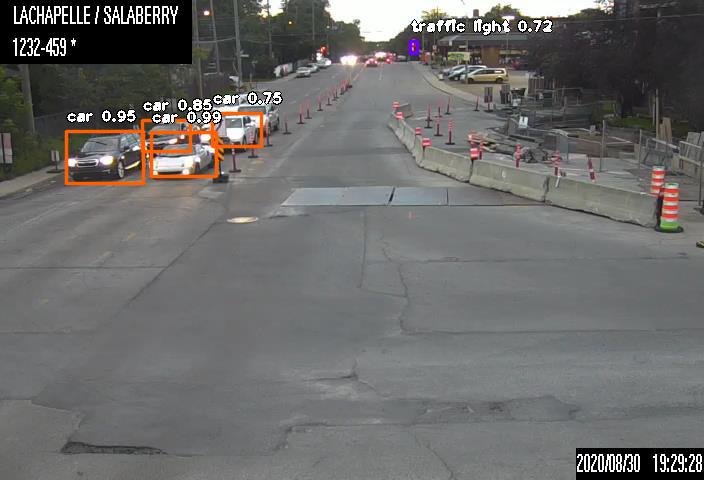 LACHAPELLE / SALABERRY
1232-459 *
traffic light 0.72
car 0.95
car 0.85
car 0.99
car 0.75
2020/08/30 19:29:28